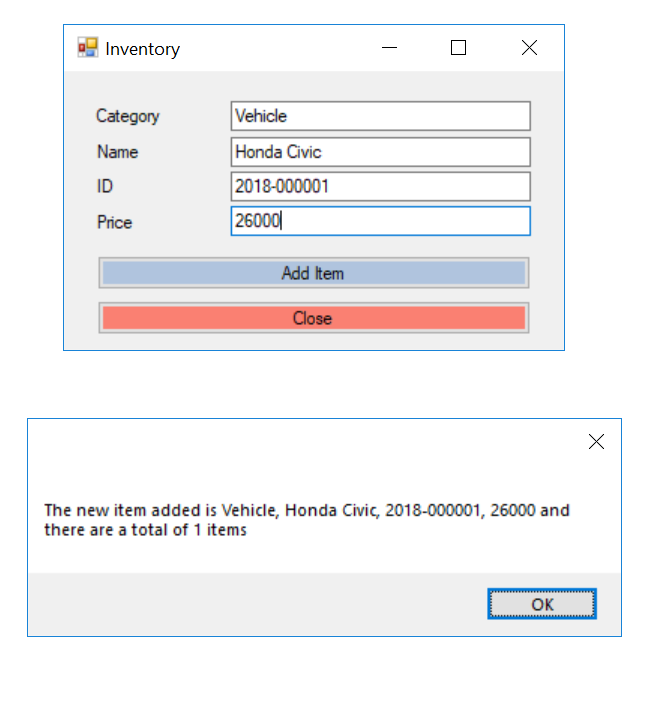 Inventory
Category Vehicle
Name Honda Civic
ID 2018-000001
Price 26000
Add Item
Close
The new item added is Vehicle, Honda Civic, 2018-000001, 26000 and
there are a total of 1 items
OK